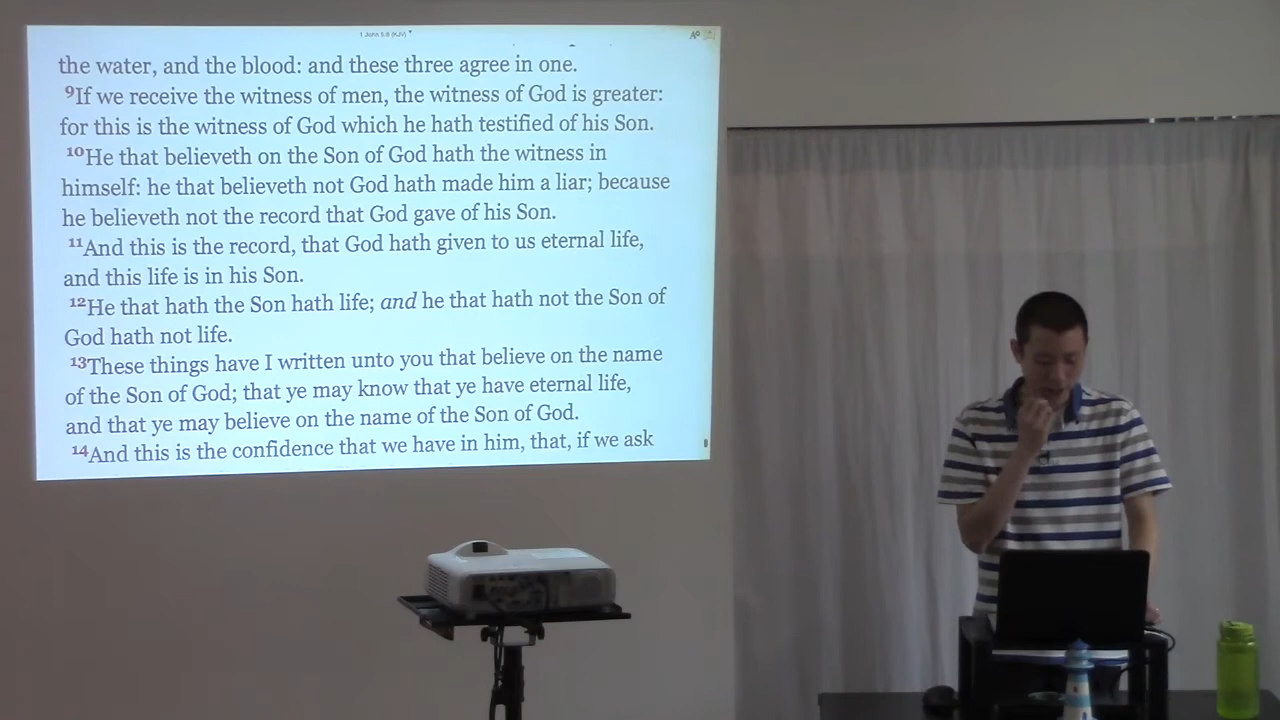 1 John 5:8 (KJV)
the water, and the blood: and these three agree in one.
9If we receive the witness of men, the witness of God is greater:
for this is the witness of God which he hath testified of his Son.
10He that believeth on the Son of God hath the witness in
himself: he that believeth not God hath made him a liar; because
he believeth not the record that God gave of his Son.
11And this is the record, that God hath given to us eternal life,
and this life is in his Son.
12He that hath the Son hath life; and he that hath not the Son of
God hath not life.
13These things have I written unto you that believe on the name
of the Son of God; that ye may know that ye have eternal life,
and that ye may believe on the name of the Son of God.
14And this is the confidence that we have in him, that, if we ask